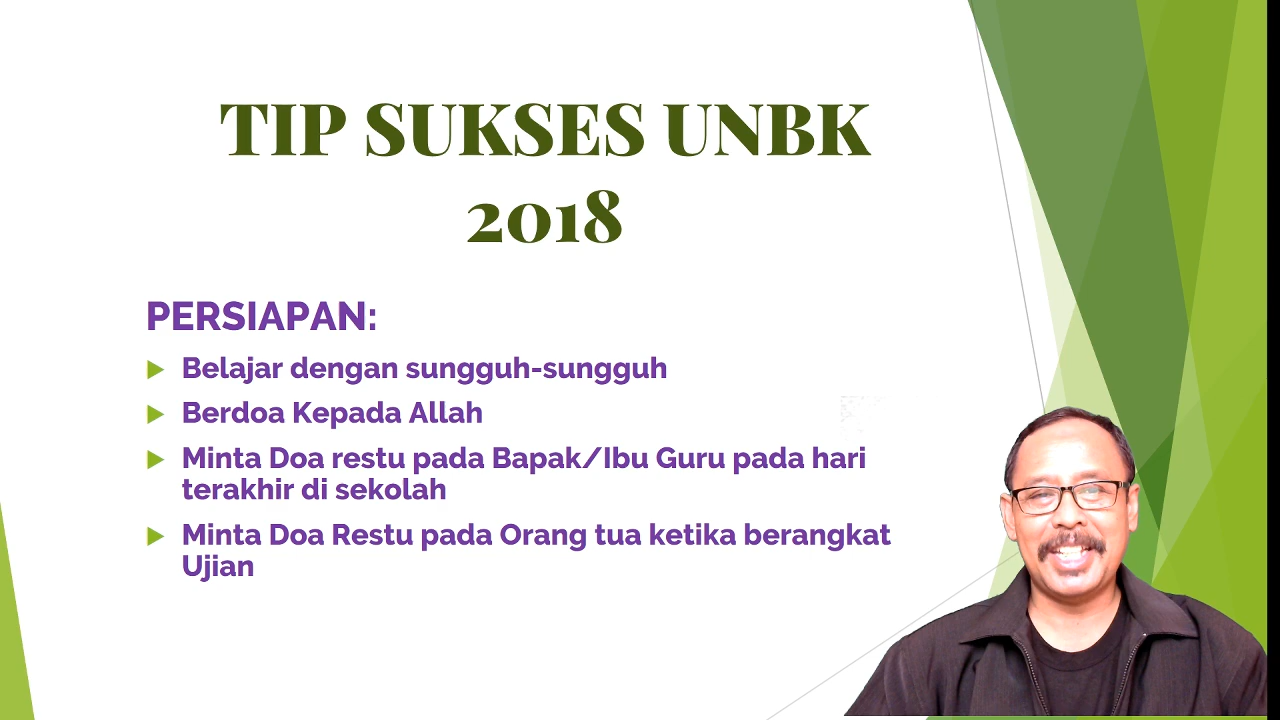 TIP SUKSES UNBK
2018
PERSIAPAN:
Belajar dengan sungguh-sungguh
Berdoa Kepada Allah
Minta Doa restu pada Bapak/Ibu Guru pada hari
terakhir di sekolah
Minta Doa Restu pada Orang tua ketika berangkat
Ujian